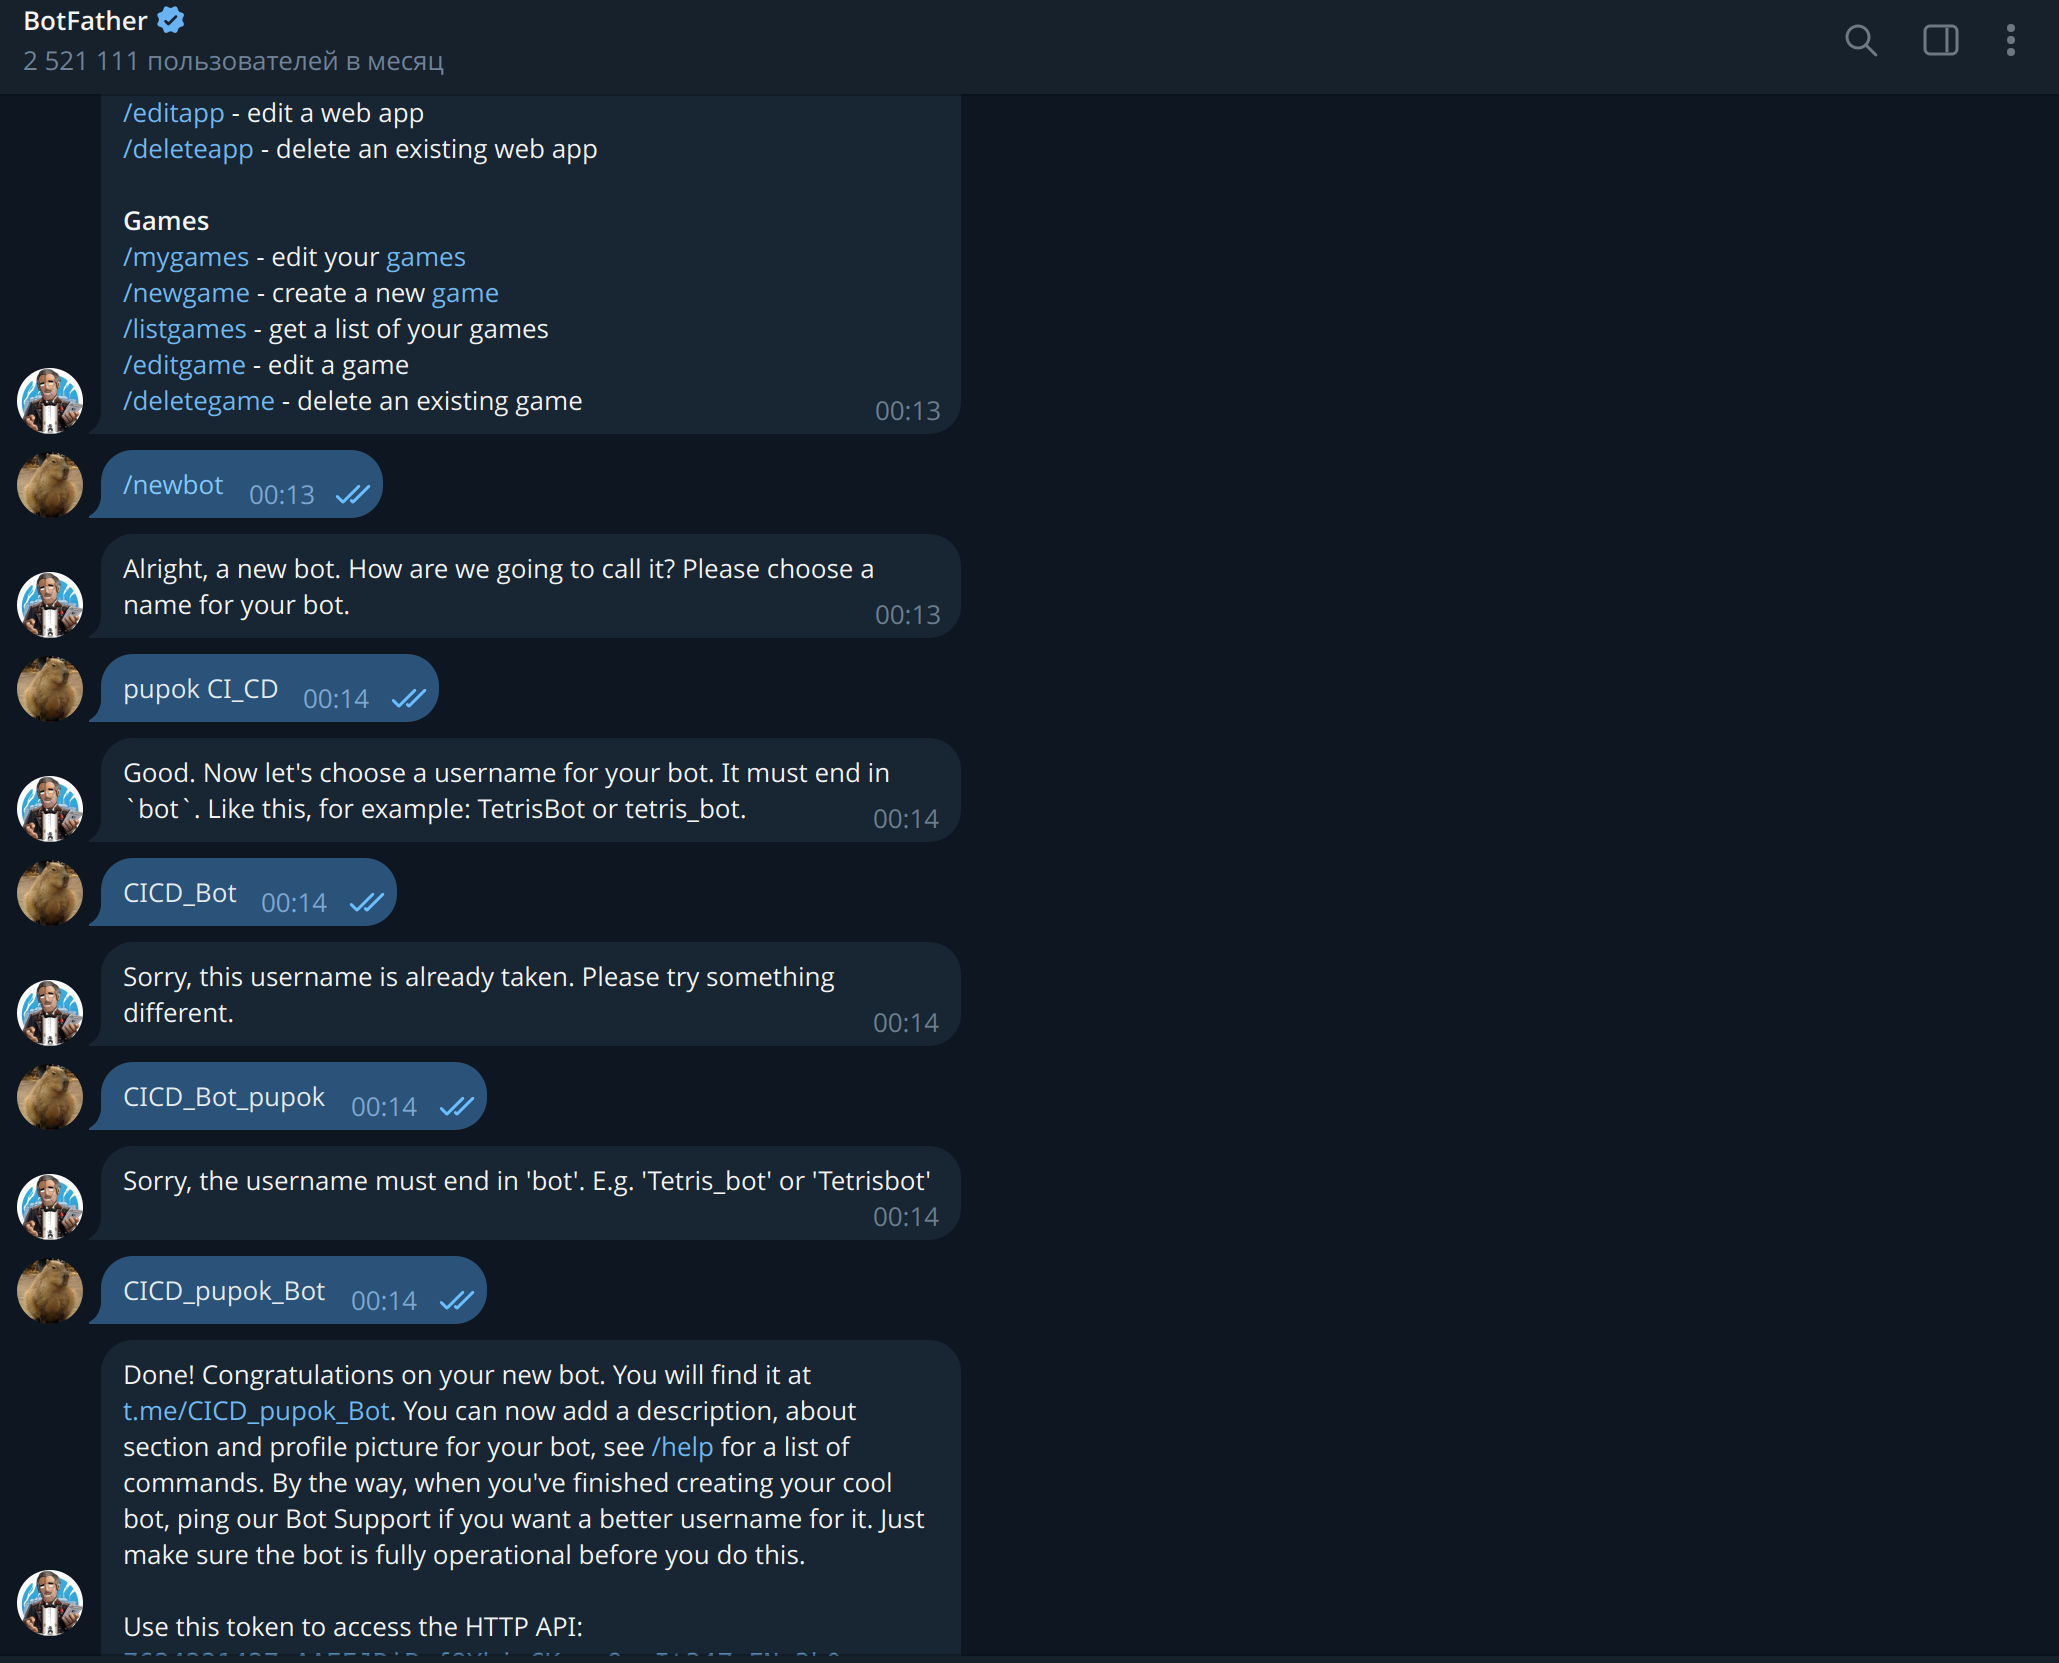 BotFather
2 521 111 пользователей в месяц
/editapp - edit a web app
/deleteapp - delete an existing web app
Games
/mygames - edit your games
/newgame - create a new game
/listgames - get a list of your games
/editgame - edit a game
/deletegame - delete an existing game
00:13
/newbot 00:13
Alright, a new bot. How are we going to call it? Please choose a
name for your bot.
00:13
pupok CI_CD 00:14
Good. Now let's choose a username for your bot. It must end in
`bot`. Like this, for example: TetrisBot or tetris_bot.
00:14
CICD_Bot 00:14
Sorry, this username is already taken. Please try something
different.
00:14
CICD_Bot_pupok 00:14
Sorry, the username must end in 'bot'. E.g. 'Tetris_bot' or 'Tetrisbot'
00:14
CICD_pupok_Bot 00:14
Done! Congratulations on your new bot. You will find it at
t.me/CICD_pupok_Bot. You can now add a description, about
section and profile picture for your bot, see /help for a list of
commands. By the way, when you've finished creating your cool
bot, ping our Bot Support if you want a better username for it. Just
make sure the bot is fully operational before you do this.
Use this token to access the HTTP API: